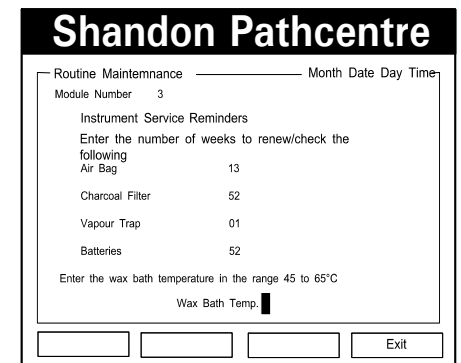 Shandon Pathcentre
Routine Maintemnance Month Date Day Time
Module Number 3
Instrument Service Reminders
Enter the number of weeks to renew/check the
following
Air Bag 13
Charcoal Filter 52
Vapour Trap 01
Batteries 52
Enter the wax bath temperature in the range 45 to 65°C
Wax Bath Temp.
Exit